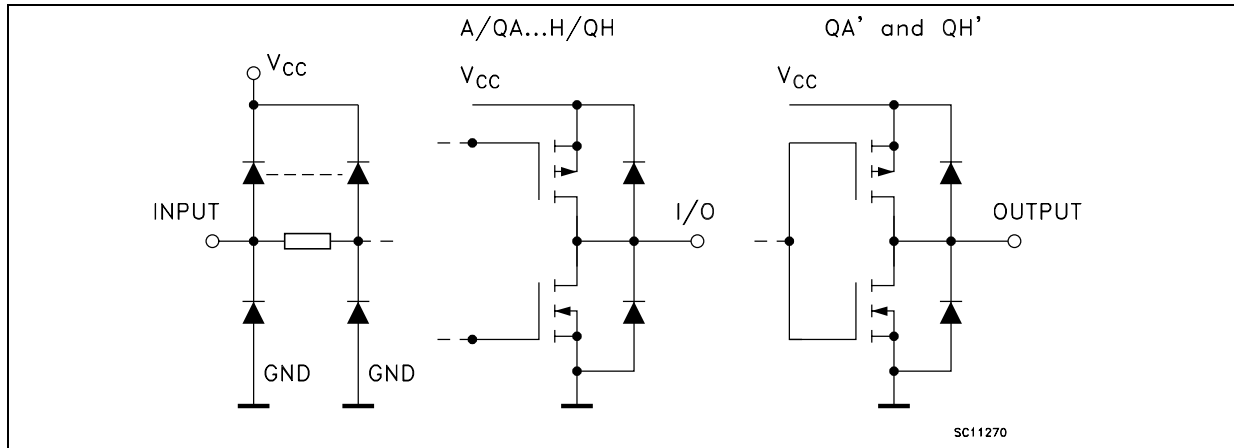 A/QA...H/QH
QA' and QH'
VCC
VCC
VCC
INPUT
I/O
OUTPUT
GND
GND
SC11270